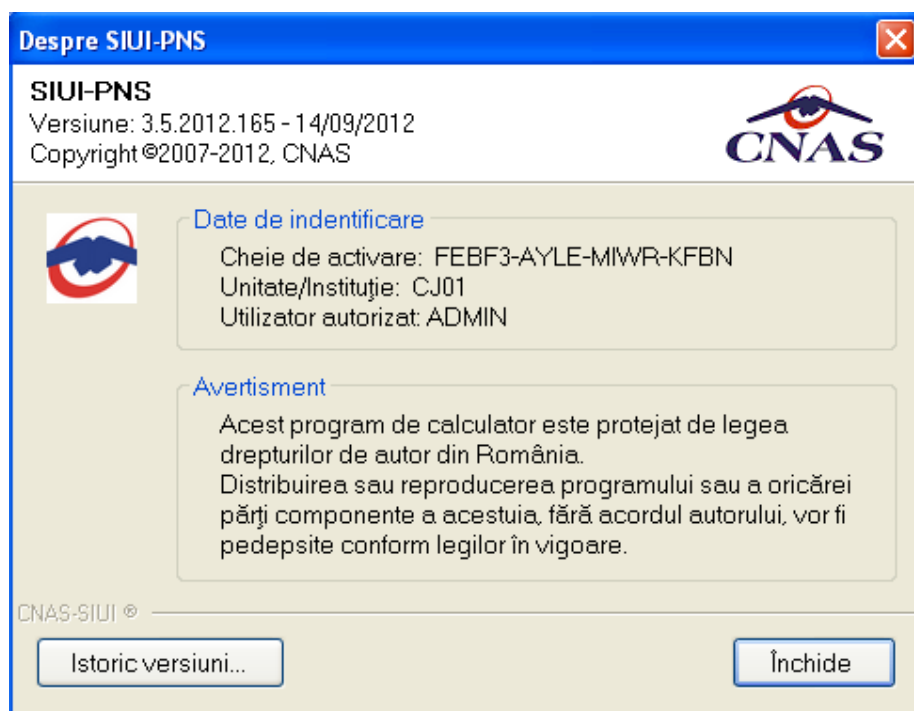 Despre SIUI-PNS
SIUI-PNS
Versiune: 3.5.2012.165 - 14/09/2012
Copyright ©2007-2012, CNAS
CNAS
Date de indentificare
Cheie de activare: FEBF3-AYLE-MIWR-KFBN
Unitate/Instituţie: CJ01
Utilizator autorizat: ADMIN
Avertisment
Acest program de calculator este protejat de legea
drepturilor de autor din România.
Distribuirea sau reproducerea programului sau a oricărei
părţi componente a acestuia, fără acordul autorului, vor fi
pedepsite conform legilor în vigoare.
CNAS-SIUI ®
Istoric versiuni...
Închide